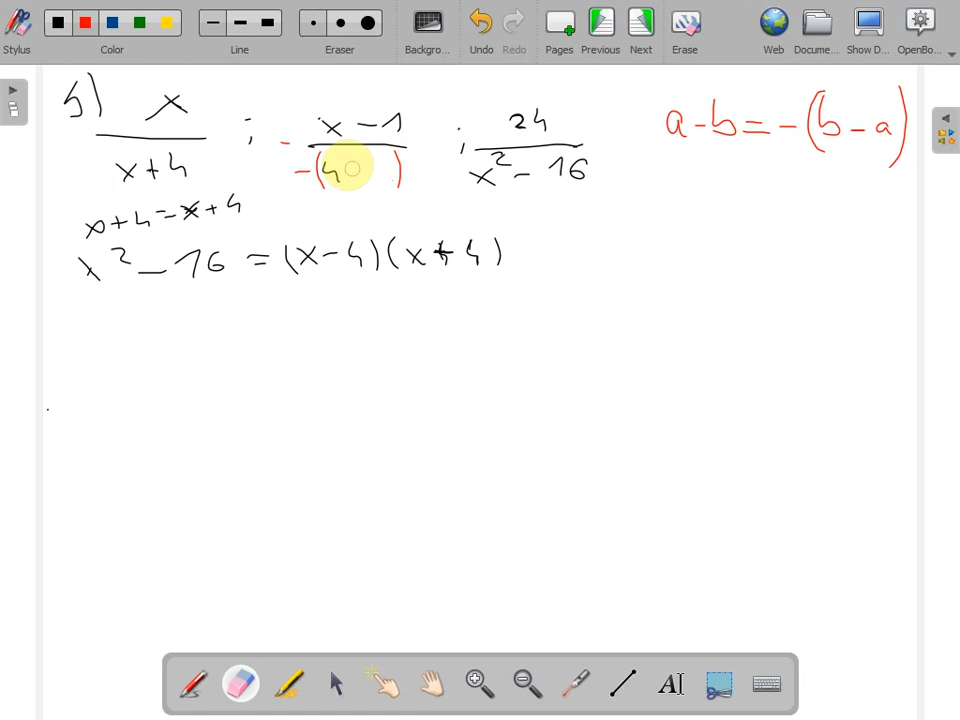 Stylus Color Line Eraser Backgro... Undo Redo Pages Previous Next Erase Web Docume... Show D... OpenBo...
5) x / x+4 ; - x-1 / -(4 ) ; 24 / x² - 16 a-b = -(b-a)
x+4 = x+4
x² - 16 = (x-4)(x+4)